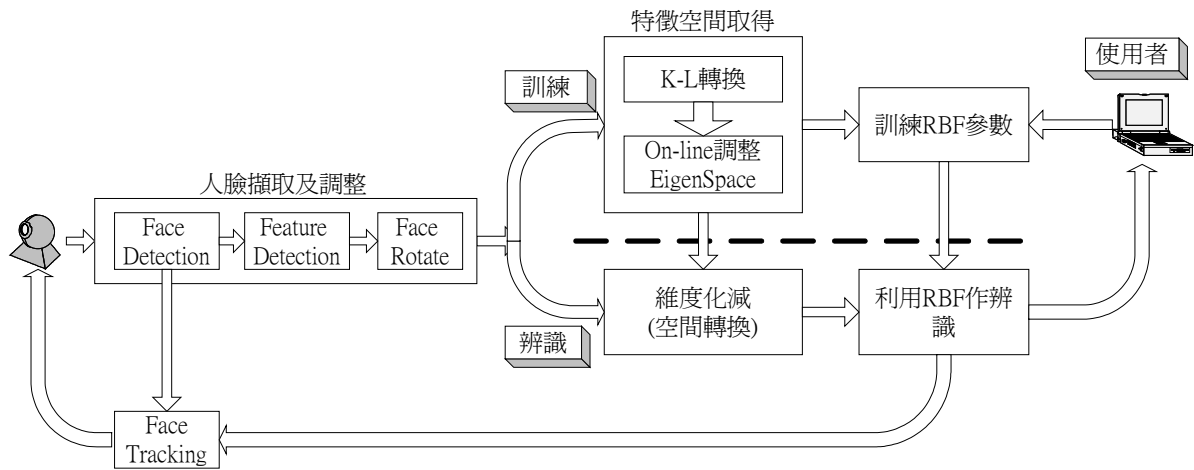 特徵空間取得
使用者
訓練
K-L轉換
訓練RBF參數
On-line調整
EigenSpace
人臉擷取及調整
Face
Detection
Feature
Detection
Face
Rotate
辨識
維度化減
(空間轉換)
利用RBF作辨
識
Face
Tracking